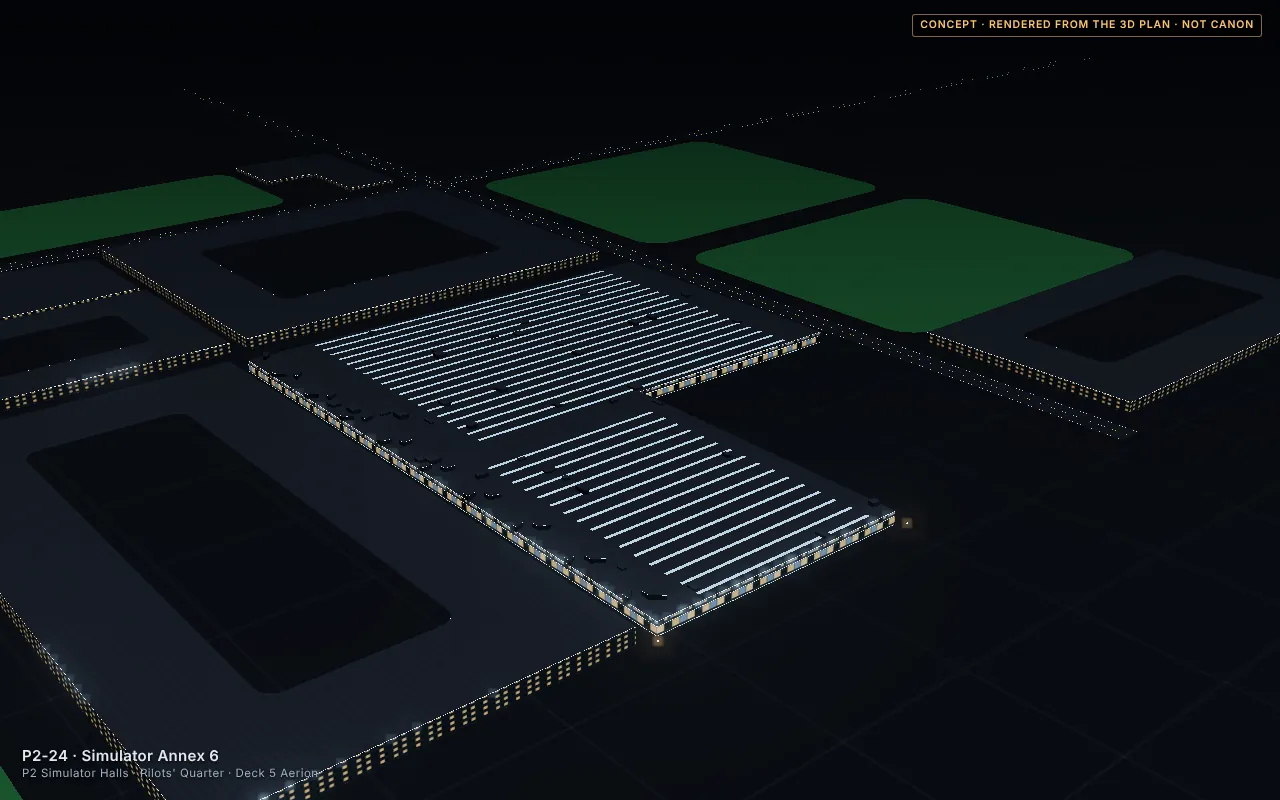 CONCEPT · RENDERED FROM THE 3D PLAN · NOT CANON
P2-24 · Simulator Annex 6
P2 Simulator Halls · Pilots' Quarter · Deck 5 Aerion